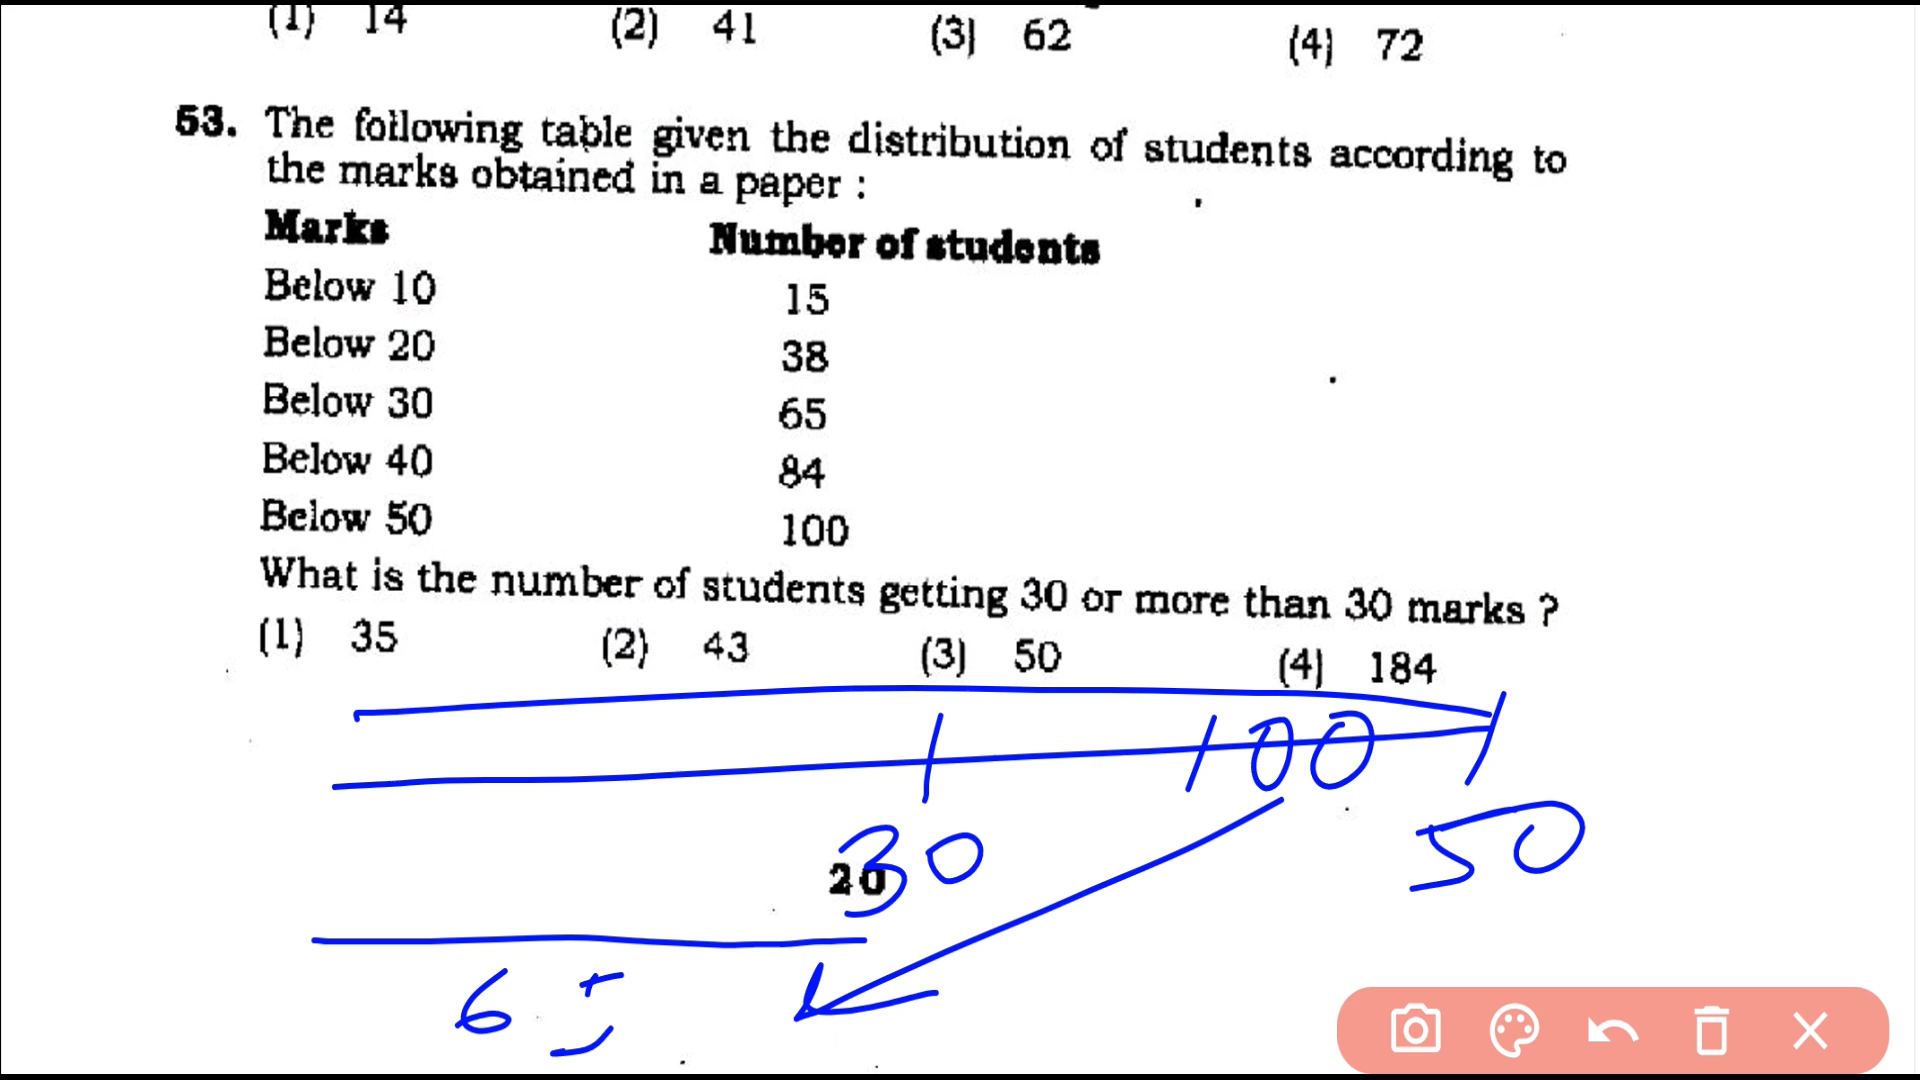 (1) 14 (2) 41 (3) 62 (4) 72
53. The following table given the distribution of students according to
the marks obtained in a paper :
Marks Number of students
Below 10 15
Below 20 38
Below 30 65
Below 40 84
Below 50 100
What is the number of students getting 30 or more than 30 marks ?
(1) 35 (2) 43 (3) 50 (4) 184
100
30 50
20
65